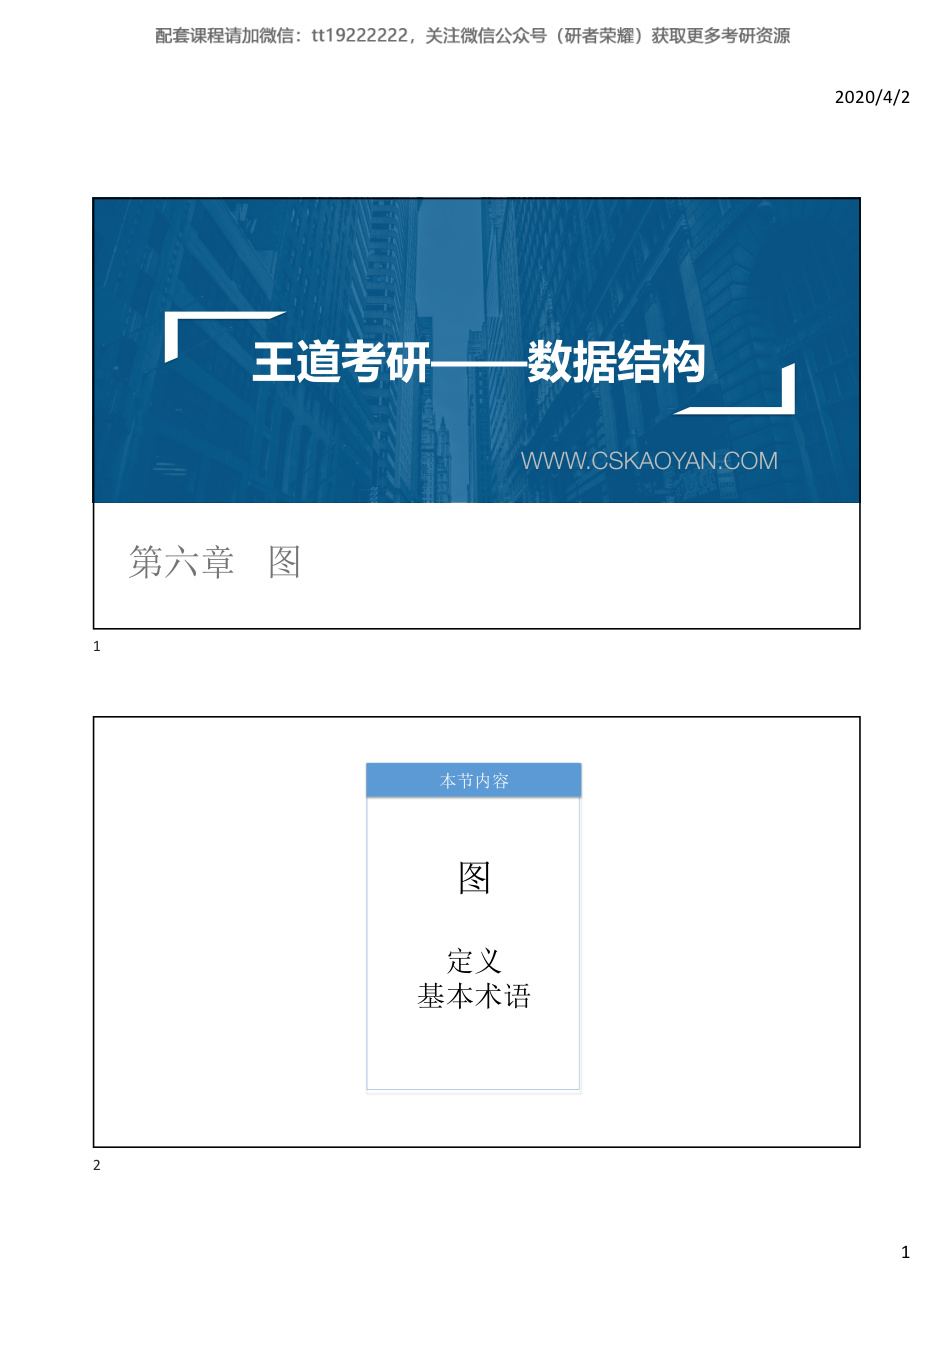 配套课程请加微信：tt19222222，关注微信公众号（研者荣耀）获取更多考研资源
2020/4/2
王道考研——数据结构
WWW.CSKAOYAN.COM
第六章 图
1
本节内容
图
定义
基本术语
2
1